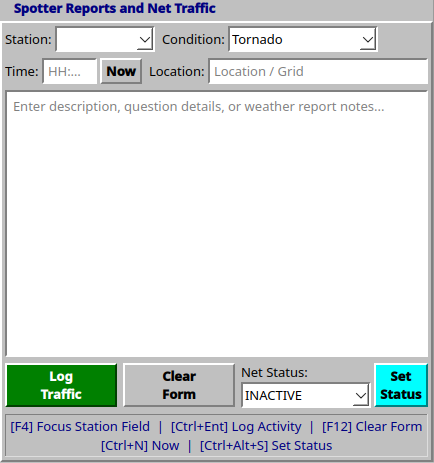 Spotter Reports and Net Traffic
Station: Condition: Tornado
Time: HH:... Now Location: Location / Grid
Enter description, question details, or weather report notes...
Log Traffic
Clear Form
Net Status:
INACTIVE
Set Status
[F4] Focus Station Field | [Ctrl+Ent] Log Activity | [F12] Clear Form
[Ctrl+N] Now | [Ctrl+Alt+S] Set Status